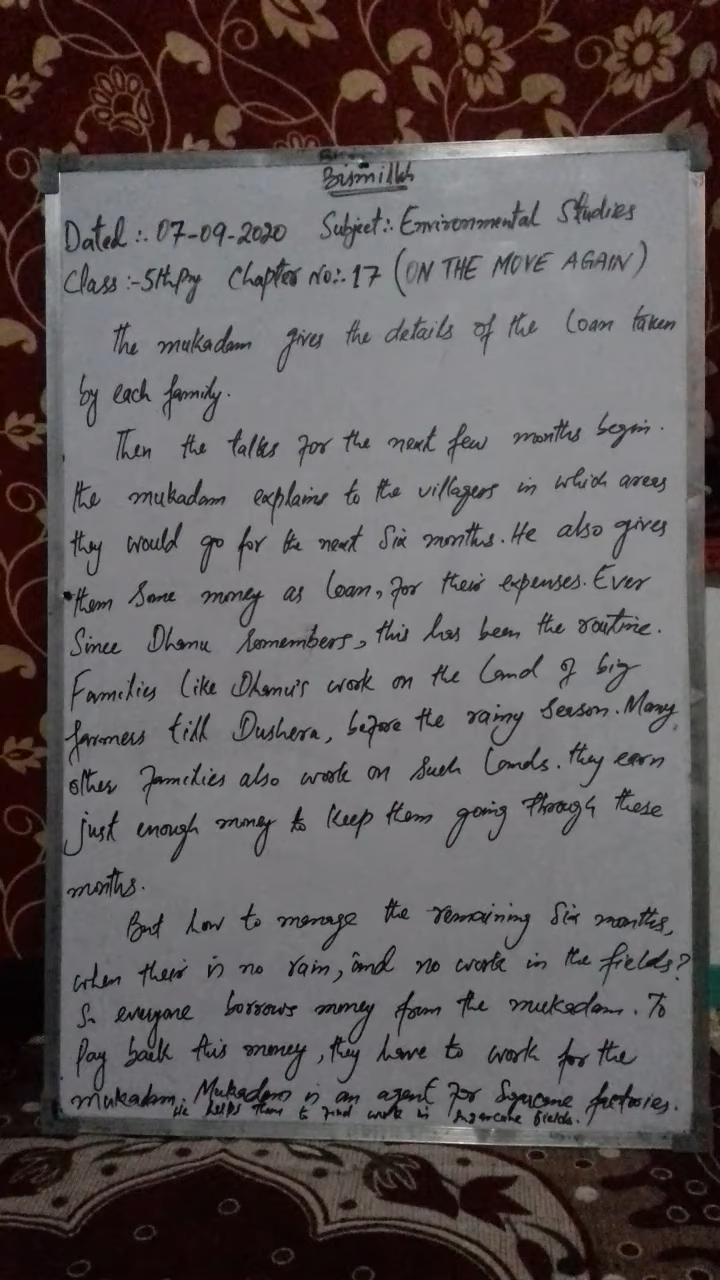 Bismillah
Dated :. 07-09-2020 Subject:. Environmental Studies
Class :- 5th Pry Chapter No:. 17 (ON THE MOVE AGAIN)
The mukadam gives the details of the loan taken
by each family.
Then the talks for the next few months begin.
the mukadam explains to the villagers in which areas
they would go for the next six months. He also gives
them some money as loan, for their expenses. Ever
Since Dhanu remembers, this has been the routine.
Families like Dhanu's work on the land of big
farmers till Dushera, before the rainy season. Many
other families also work on such lands. they earn
just enough money to keep them going through these
months.
But how to manage the remaining six months,
when their is no rain, and no work in the fields?
So everyone borrows money from the mukadam. To
pay back this money, they have to work for the
mukadam. Mukadam is an agent for Sgarcane factories.
He helps them to find work in sugarcane fields.